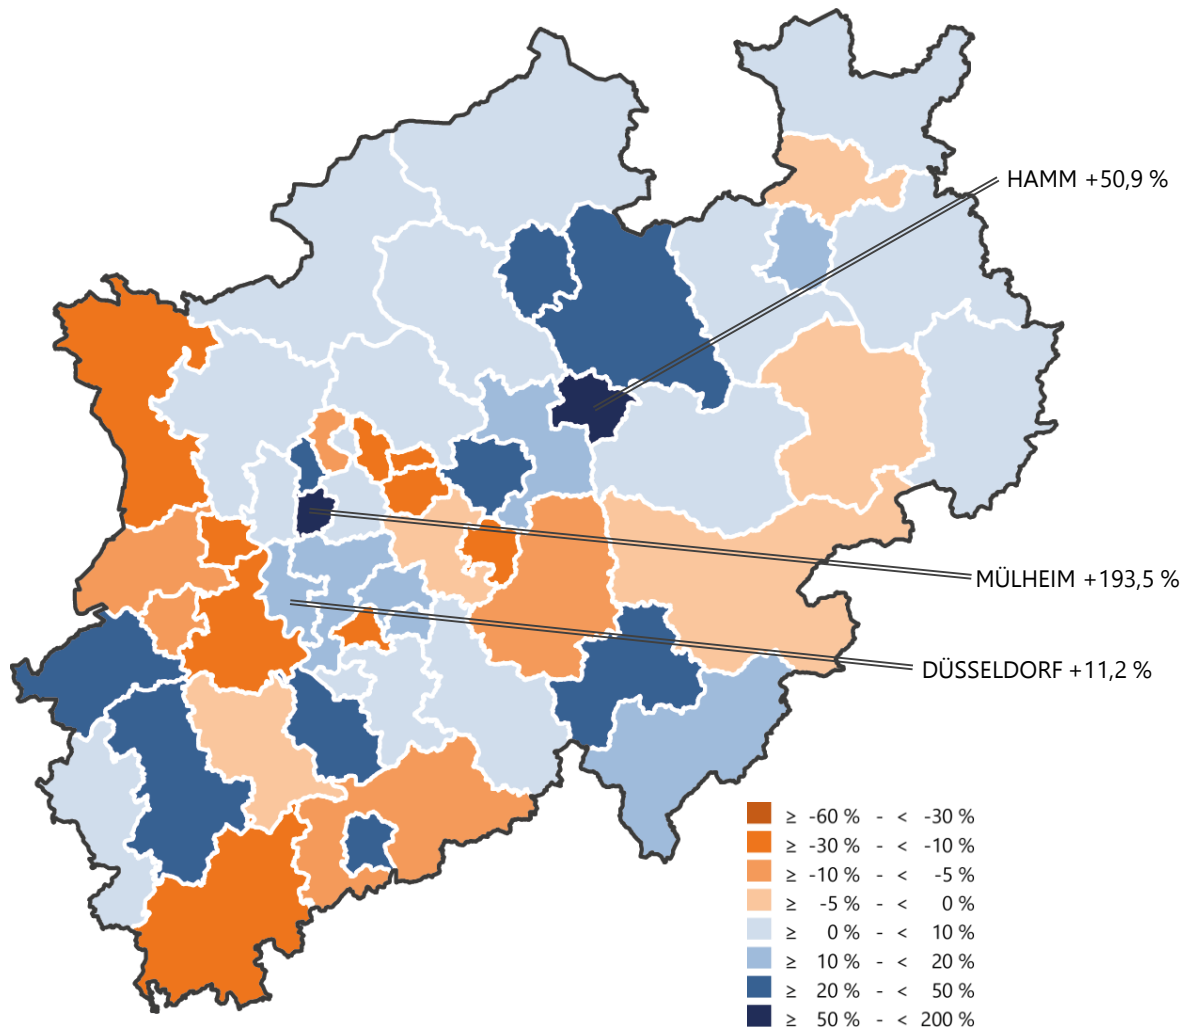 HAMM +50,9 %
MÜLHEIM +193,5 %
DÜSSELDORF +11,2 %
≥ -60 % - < -30 %
≥ -30 % - < -10 %
≥ -10 % - < -5 %
≥ -5 % - < 0 %
≥ 0 % - < 10 %
≥ 10 % - < 20 %
≥ 20 % - < 50 %
≥ 50 % - < 200 %